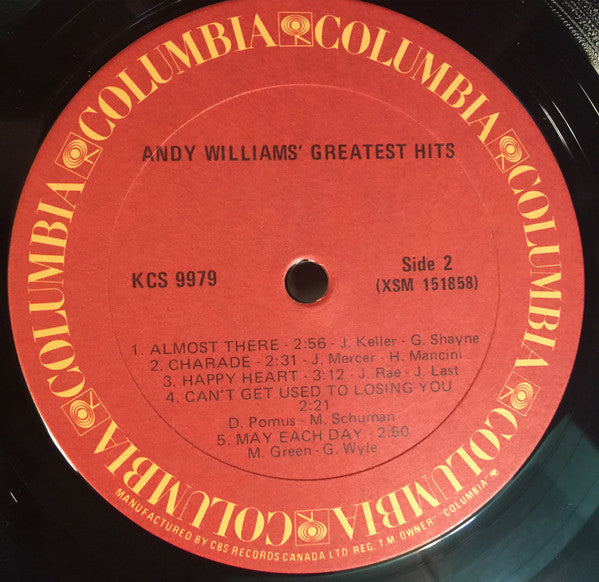 COLUMBIA COLUMBIA COLUMBIA COLUMBIA COLUMBIA COLUMBIA COLUMBIA
ANDY WILLIAMS' GREATEST HITS
KCS 9979
Side 2
(XSM 151858)
1. ALMOST THERE - 2:56 - J. Keller - G. Shayne
2. CHARADE - 2:31 - J. Mercer - H. Mancini
3. HAPPY HEART - 3:12 - J. Rae - J. Last
4. CAN'T GET USED TO LOSING YOU
2:21
D. Pomus - M. Schuman
5. MAY EACH DAY - 2:50
M. Green - G. Wyle
MANUFACTURED BY CBS RECORDS CANADA LTD REG. T.M. OWNER "COLUMBIA"